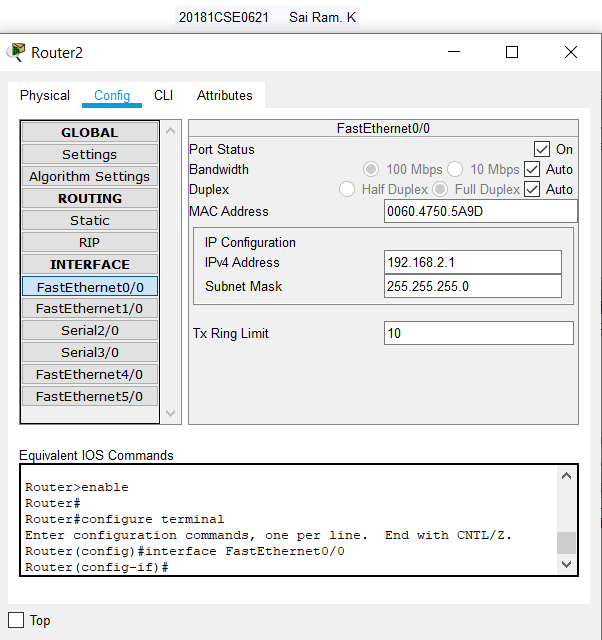 20181CSE0621 Sai Ram. K
Router2
Physical Config CLI Attributes
GLOBAL
Settings
Algorithm Settings
ROUTING
Static
RIP
INTERFACE
FastEthernet0/0
FastEthernet1/0
Serial2/0
Serial3/0
FastEthernet4/0
FastEthernet5/0
FastEthernet0/0
Port Status On
Bandwidth 100 Mbps 10 Mbps Auto
Duplex Half Duplex Full Duplex Auto
MAC Address 0060.4750.5A9D
IP Configuration
IPv4 Address 192.168.2.1
Subnet Mask 255.255.255.0
Tx Ring Limit 10
Equivalent IOS Commands
Router>enable
Router#
Router#configure terminal
Enter configuration commands, one per line. End with CNTL/Z.
Router(config)#interface FastEthernet0/0
Router(config-if)#
Top